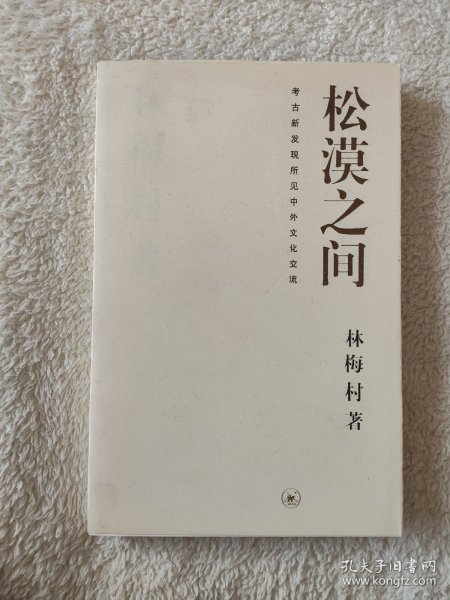 松漠之间
考古新发现所见中外文化交流
林梅村 著
孔夫子旧书网
www.kongfz.com